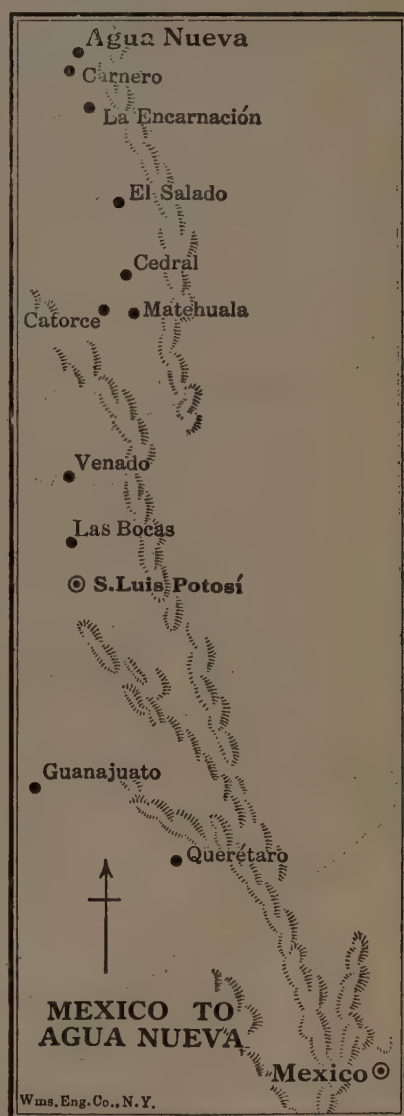 Agua Nueva
Carnero
La Encarnación
El Salado
Cedral
Catorce
Matehuala
Venado
Las Bocas
S. Luis Potosí
Guanajuato
Querétaro
MEXICO TO
AGUA NUEVA
Mexico
Wms. Eng. Co., N.Y.